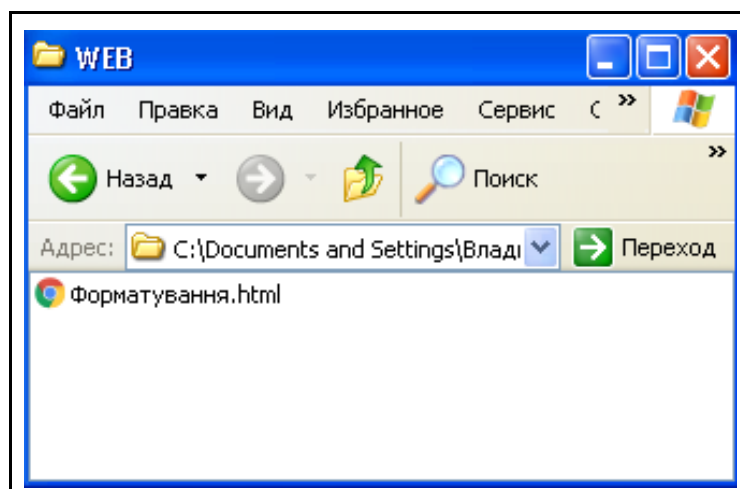 WEB
Файл Правка Вид Избранное Сервис С »
Назад Поиск »
Адрес: C:\Documents and Settings\Влад Переход
Форматування.html